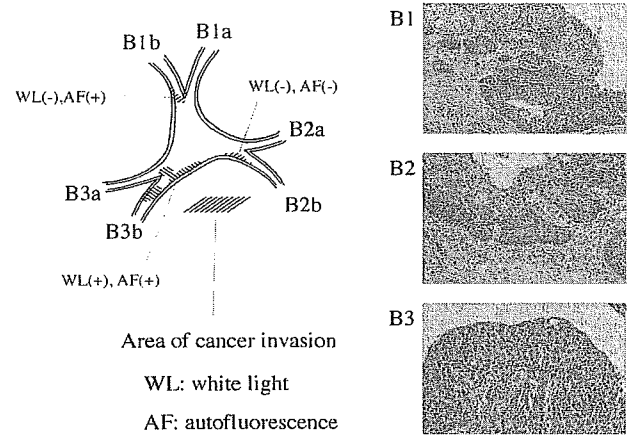 B1b
B1a
WL(-),AF(+)
WL(-), AF(-)
B2a
B3a
B2b
B3b
WL(+), AF(+)
Area of cancer invasion
WL: white light
AF: autofluorescence
B1
B2
B3